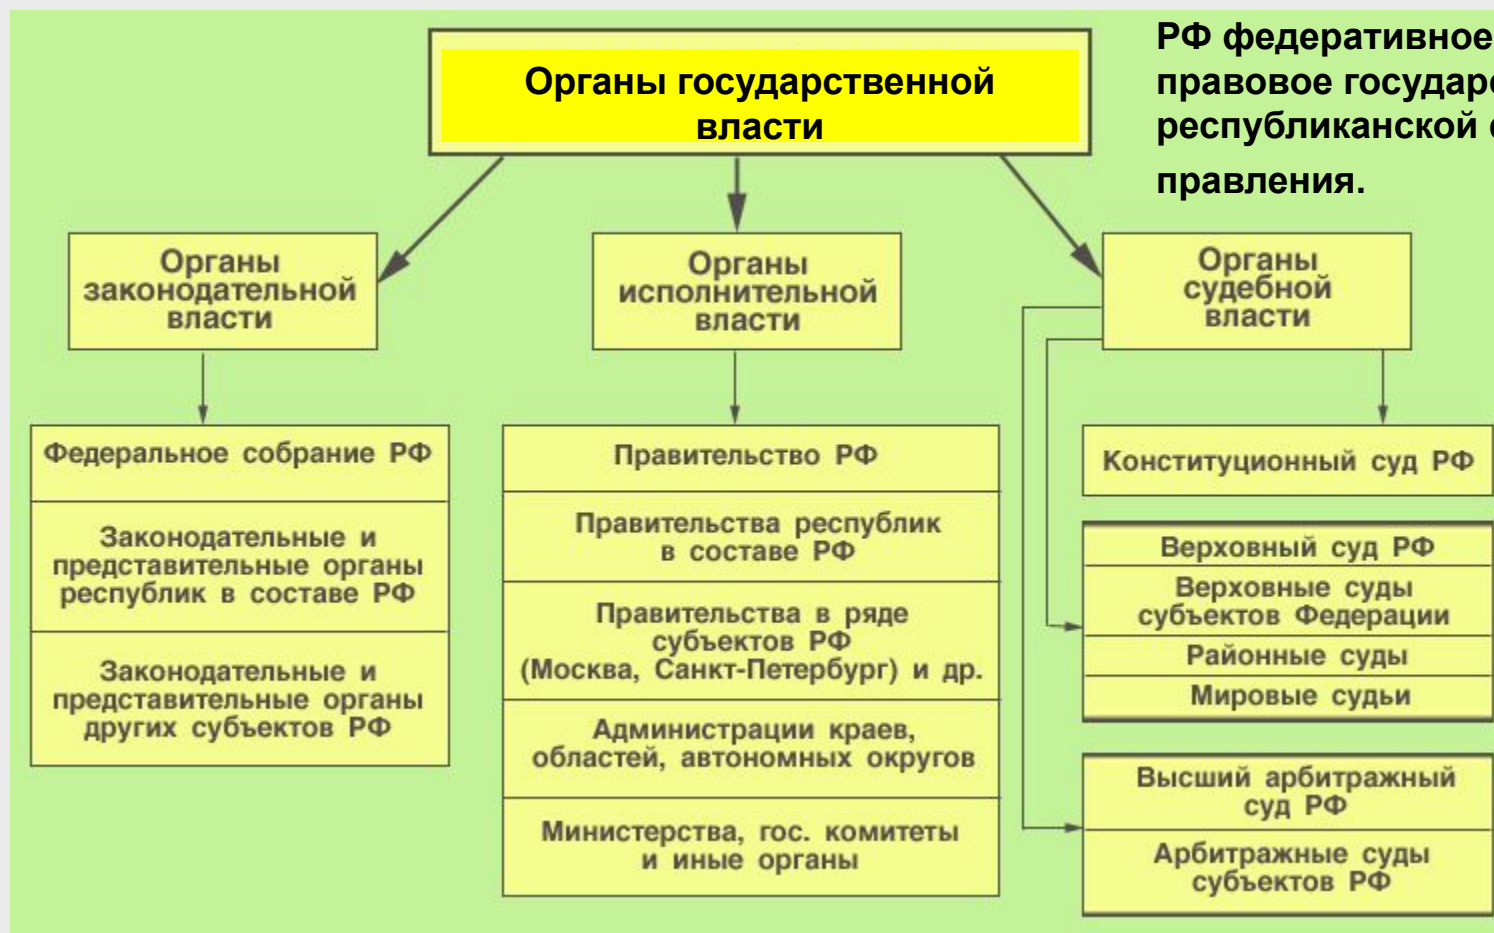 Органы государственной
власти
РФ федеративное
правовое
республиканской
правления.
Органы
законодательной
власти
Органы
исполнительной
власти
Органы
судебной
власти
Федеральное собрание РФ
Законодательные и
представительные органы
республик в составе РФ
Законодательные и
представительные органы
других субъектов РФ
Правительство РФ
Правительства республик
в составе РФ
Правительства в ряде
субъектов РФ
(Москва, Санкт-Петербург) и др.
Администрации краев,
областей, автономных округов
Министерства, гос. комитеты
и иные органы
Конституционный суд РФ
Верховный суд РФ
Верховные суды
субъектов Федерации
Районные суды
Мировые судьи
Высший арбитражный
суд РФ
Арбитражные суды
субъектов РФ